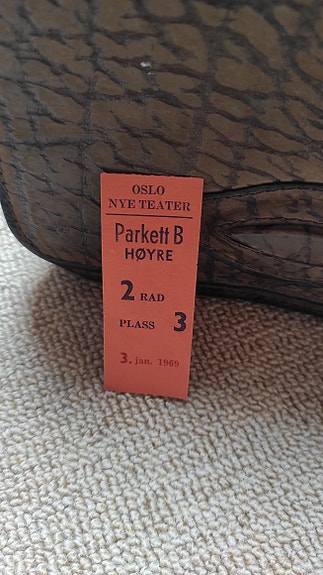 OSLO
NYE TEATER
Parkett B
HØYRE
2 RAD
PLASS 3
3. jan. 1969